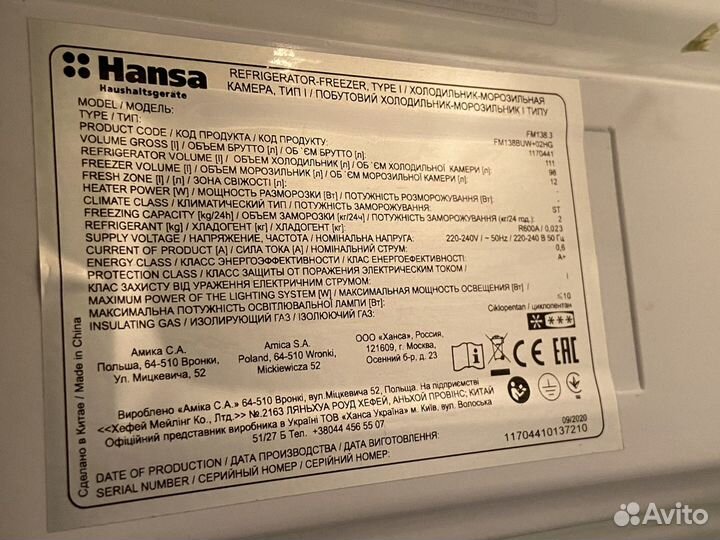 Hansa
Haushaltsgeräte
REFRIGERATOR-FREEZER, TYPE I / ХОЛОДИЛЬНИК-МОРОЗИЛЬНАЯ
КАМЕРА, ТИП I / ПОБУТОВИЙ ХОЛОДИЛЬНИК-МОРОЗИЛЬНИК I ТИПУ
MODEL / МОДЕЛЬ:
TYPE / ТИП: FM138.3
PRODUCT CODE / КОД ПРОДУКТА / КОД ПРОДУКТУ: FM138BUW+02HG
VOLUME GROSS [l] / ОБЪЕМ БРУТТО [л] / ОБ`ЄМ БРУТТО [л]: 1170441
REFRIGERATOR VOLUME [l] / ОБЪЕМ ХОЛОДИЛЬНИКА [л] / ОБ`ЄМ ХОЛОДИЛЬНОЇ КАМЕРИ [л]: 111
FREEZER VOLUME [l] / ОБЪЕМ МОРОЗИЛКИ [л] / ОБ`ЄМ МОРОЗИЛЬНОЇ КАМЕРИ [л]: 98
FRESH ZONE [l] / [л] / ЗОНА СВІЖОСТІ [л]: 12
HEATER POWER [W] / МОЩНОСТЬ РАЗМОРОЗКИ [Вт] / ПОТУЖНІСТЬ РОЗМОРОЖУВАННЯ [Вт]: -
CLIMATE CLASS / КЛИМАТИЧЕСКИЙ ТИП / ПОТУЖНІСТЬ ЗАМОРОЖУВАННЯ: -
FREEZING CAPACITY [kg/24h] / ОБЪЕМ ЗАМОРОЗКИ [кг/24ч] / ПОТУЖНІСТЬ ЗАМОРОЖУВАННЯ [кг/24 год]: ST
REFRIGERANT [kg] / ХЛАДОГЕНТ [кг] / ХЛАДОГЕНТ [кг]: 2
SUPPLY VOLTAGE / НАПРЯЖЕНИЕ, ЧАСТОТА / НОМІНАЛЬНА НАПРУГА: R600A / 0,023
CURRENT OF PRODUCT [A] / СИЛА ТОКА [A] / НОМІНАЛЬНИЙ СТРУМ: 220-240V / ~ 50Hz / 220-240 В 50 Гц
ENERGY CLASS / КЛАСС ЭНЕРГОЭФФЕКТИВНОСТИ / КЛАС ЕНЕРГОЕФЕКТИВНОСТІ: 0,6
PROTECTION CLASS / КЛАСС ЗАЩИТЫ ОТ ПОРАЖЕНИЯ ЭЛЕКТРИЧЕСКИМ ТОКОМ / A+
КЛАС ЗАХИСТУ ВІД УРАЖЕННЯ ЕЛЕКТРИЧНИМ СТРУМОМ:
MAXIMUM POWER OF THE LIGHTING SYSTEM [W] / МАКСИМАЛЬНАЯ МОЩНОСТЬ ОСВЕЩЕНИЯ [Вт] / I
МАКСИМАЛЬНА ПОТУЖНІСТЬ ОСВІТЛЮВАЛЬНОЇ ЛАМПИ [Вт]: ≤10
INSULATING GAS / ИЗОЛИРУЮЩИЙ ГАЗ / ІЗОЛЮЮЧИЙ ГАЗ: Ciklopentan / циклопентан
Сделано в Китае / Made in China
Амика С.А.
Польша, 64-510 Вронки,
Ул. Мицкевича, 52
Amica S.A.
Poland, 64-510 Wronki,
Mickiewicza 52
ООО «Ханса», Россия,
121609, г. Москва,
Осенний б-р, д. 23
CE EAC
Вироблено «Аміка С.А.» 64-510 Вронкі, вул.Міцкевича 52, Польща. На підприємстві
<<Хефей Мейлінг Ко., Лтд.>> №.2163 ЛЯНЬХУА РОУД ХЕФЕЙ, АНЬХОЙ ПРОВІНС; КИТАЙ
Офіційний представник виробника в Україні ТОВ «Ханса Україна» м. Київ, вул. Волоська
51/27 Б Тел.: +38044 456 55 07
DATE OF PRODUCTION / ДАТА ПРОИЗВОДСТВА / ДАТА ВИГОТОВЛЕННЯ: 09/2020
SERIAL NUMBER / СЕРИЙНЫЙ НОМЕР / СЕРІЙНИЙ НОМЕР: 11704410137210
Avito